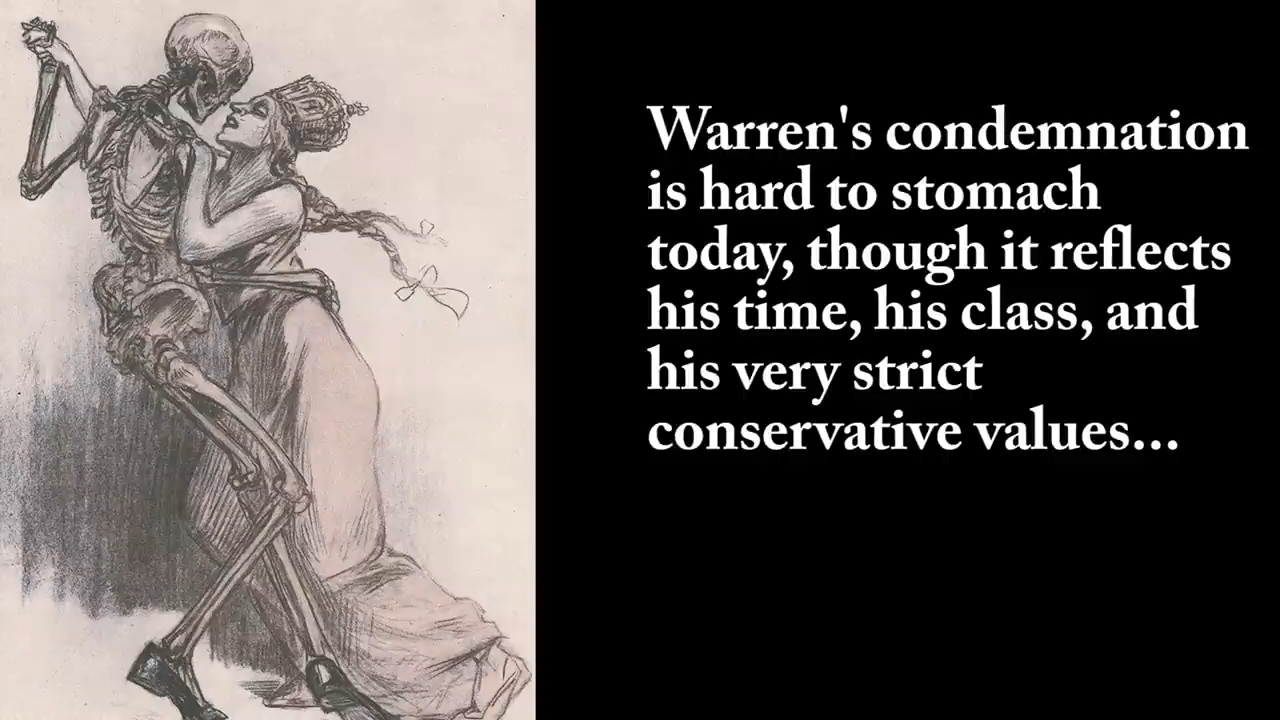 Warren's condemnation
is hard to stomach
today, though it reflects
his time, his class, and
his very strict
conservative values...